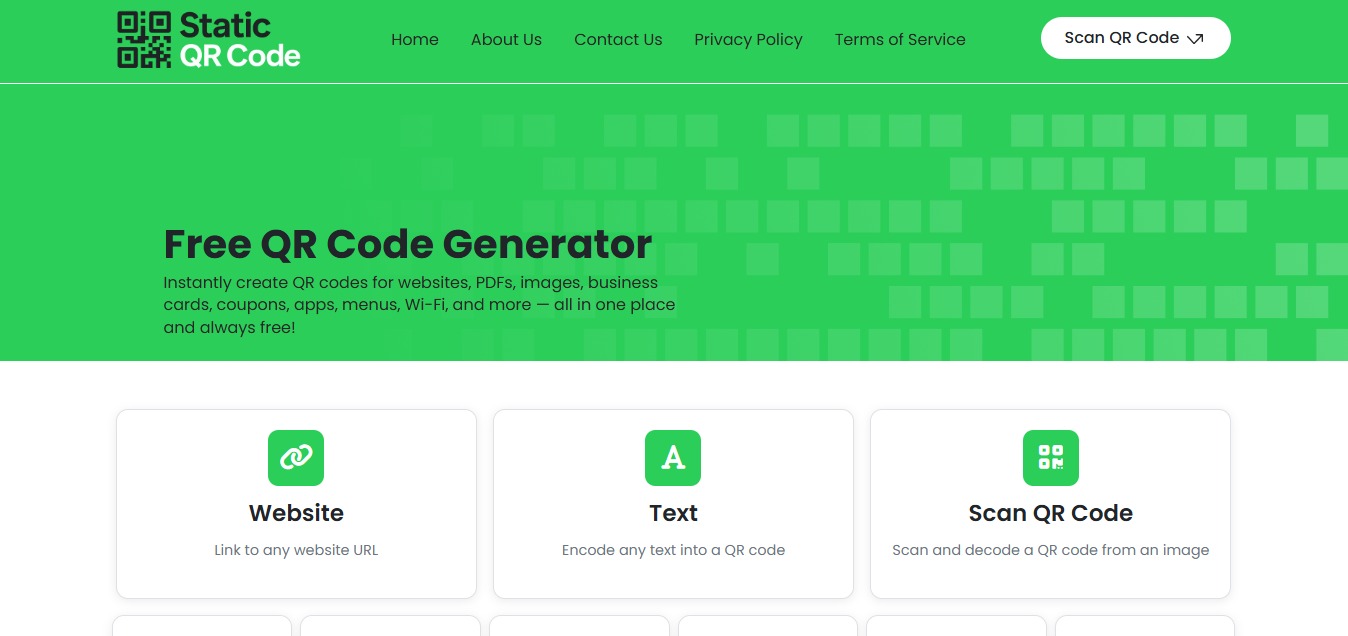 Static
QR Code
Home
About Us
Contact Us
Privacy Policy
Terms of Service
Scan QR Code
Free QR Code Generator
Instantly create QR codes for websites, PDFs, images, business
cards, coupons, apps, menus, Wi-Fi, and more — all in one place
and always free!
Website
Link to any website URL
A
Text
Encode any text into a QR code
Scan QR Code
Scan and decode a QR code from an image